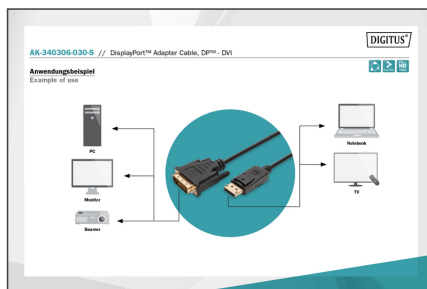 DIGITUS®
AK-340306-030-S // DisplayPort™ Adapter Cable, DP™ - DVI
Anwendungsbeispiel
Example of use
PC
Notebook
Monitor
TV
Beamer